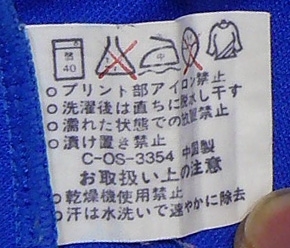 40 中
○プリント部アイロン禁止
○洗濯後は直ちに脱水し干す
○濡れた状態での放置禁止
○漬け置き禁止
C-OS-3354 中国製
お取扱い上の注意
○乾燥機使用禁止
○汗は水洗いで速やかに除去